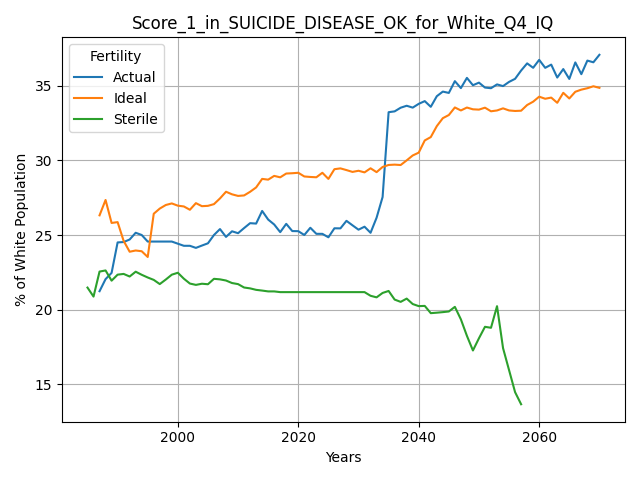 Score_1_in_SUICIDE_DISEASE_OK_for_White_Q4_IQ
Fertility
Actual
Ideal
Sterile
% of White Population
35
30
25
20
15
2000
2020
2040
2060
Years